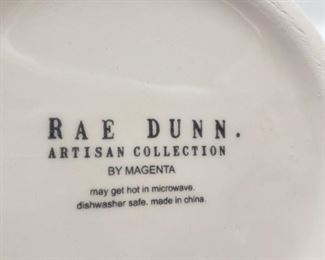 RAE DUNN.
ARTISAN COLLECTION
BY MAGENTA
may get hot in microwave.
dishwasher safe. made in china.